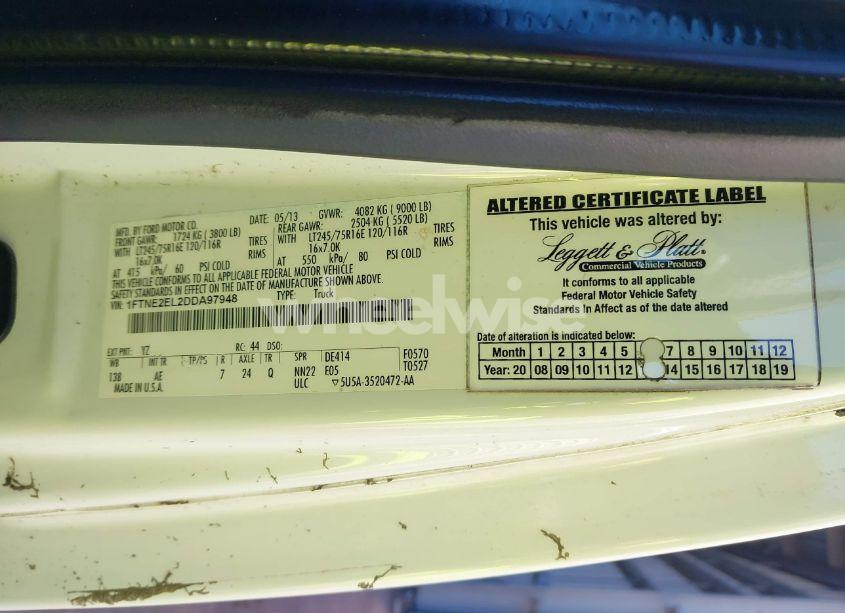 MFD. BY FORD MOTOR CO.
DATE: 05/13 GVWR: 4082 KG ( 9000 LB)
FRONT GAWR: 1724 KG ( 3800 LB) REAR GAWR: 2504 KG ( 5520 LB)
WITH LT245/75R16E 120/116R TIRES WITH LT245/75R16E 120/116R TIRES
16x7.0K RIMS 16x7.0K RIMS
AT 415 kPa/ 60 PSI COLD AT 550 kPa/ 80 PSI COLD
THIS VEHICLE CONFORMS TO ALL APPLICABLE FEDERAL MOTOR VEHICLE
SAFETY STANDARDS IN EFFECT ON THE DATE OF MANUFACTURE SHOWN ABOVE.
VIN: 1FTNE2EL2DDA97948 TYPE: Truck
EXT PNT: YZ RC: 44 DSO:
WB INT TR TP/PS R AXLE TR SPR DE414 F0570
138 AE 7 24 Q NN22 E05 T0527
MADE IN U.S.A. ULC ▽5U5A-3520472-AA
ALTERED CERTIFICATE LABEL
This vehicle was altered by:
Leggett & Platt
Commercial Vehicle Products
It conforms to all applicable
Federal Motor Vehicle Safety
Standards In Affect as of the date altered
Date of alteration is indicated below:
Month 1 2 3 4 5 7 8 9 10 11 12
Year: 20 08 09 10 11 12 14 15 16 17 18 19
wheelwise